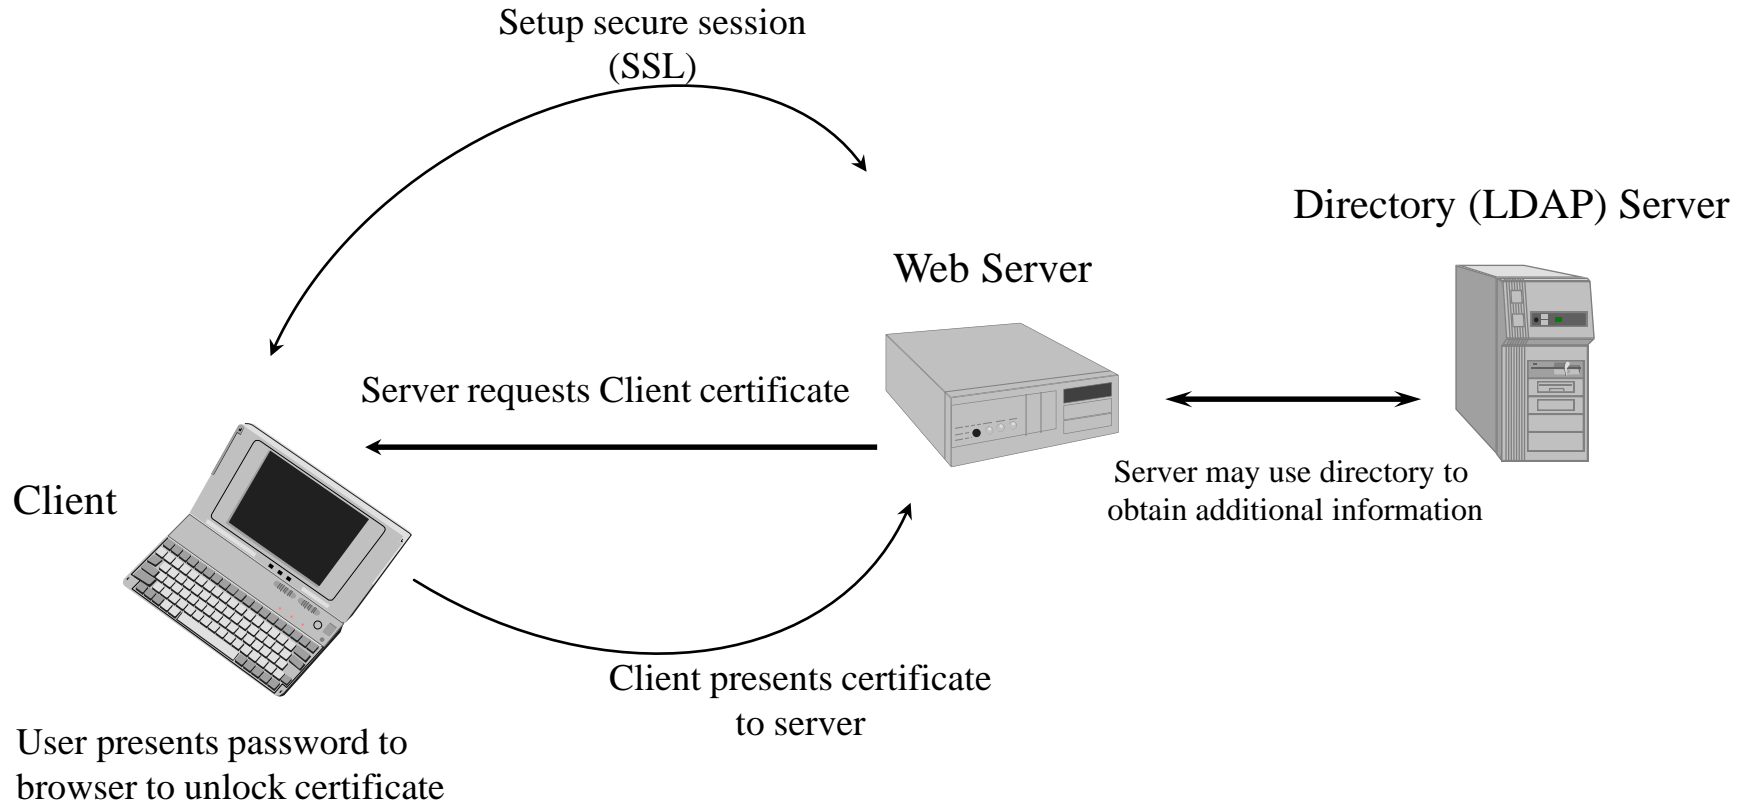 Setup secure session
(SSL)
Directory (LDAP) Server
Web Server
Server requests Client certificate
Server may use directory to
obtain additional information
Client
Client presents certificate
to server
User presents password to
browser to unlock certificate